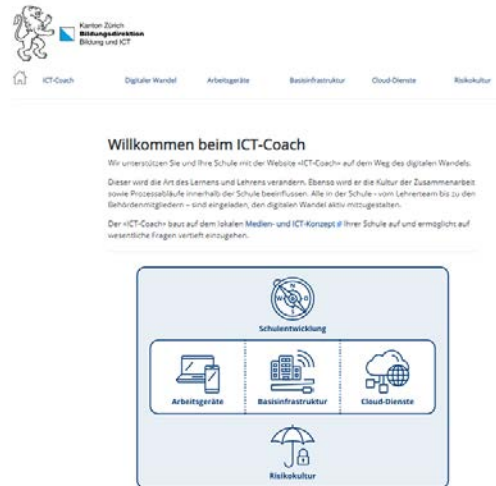 Kanton Zürich
Bildungsdirektion
Bildung und ICT
ICT-Coach Digitaler Wandel Arbeitsgeräte Basisinfrastruktur Cloud-Dienste Risikokultur
Willkommen beim ICT-Coach
Wir unterstützen Sie und Ihre Schule mit der Website «ICT-Coach» auf dem Weg des digitalen Wandels.
Dieser wird die Art des Lernens und Lehrens verändern. Ebenso wird er die Kultur der Zusammenarbeit
sowie Prozessabläufe innerhalb der Schule beeinflussen. Alle in der Schule - vom Lehrerteam bis zu den
Behördenmitgliedern – sind eingeladen, den digitalen Wandel aktiv mitzugestalten.
Der «ICT-Coach» baut auf dem lokalen Medien- und ICT-Konzept Ihrer Schule auf und ermöglicht auf
wesentliche Fragen vertieft einzugehen.
N
W O
S
Schulentwicklung
Arbeitsgeräte Basisinfrastruktur Cloud-Dienste
Risikokultur